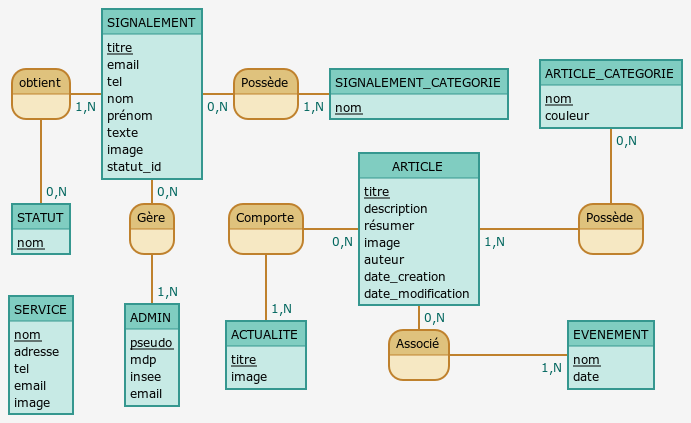 SIGNALEMENT
titre
email
tel
nom
prénom
texte
image
statut_id
obtient
1,N
0,N
Possède
1,N
SIGNALEMENT_CATEGORIE
nom
ARTICLE_CATEGORIE
nom
couleur
0,N
0,N
STATUT
nom
0,N
Gère
1,N
Comporte
0,N
1,N
ARTICLE
titre
description
résumer
image
auteur
date_creation
date_modification
1,N
Possède
SERVICE
nom
adresse
tel
email
image
ADMIN
pseudo
mdp
insee
email
ACTUALITE
titre
image
0,N
Associé
1,N
EVENEMENT
nom
date